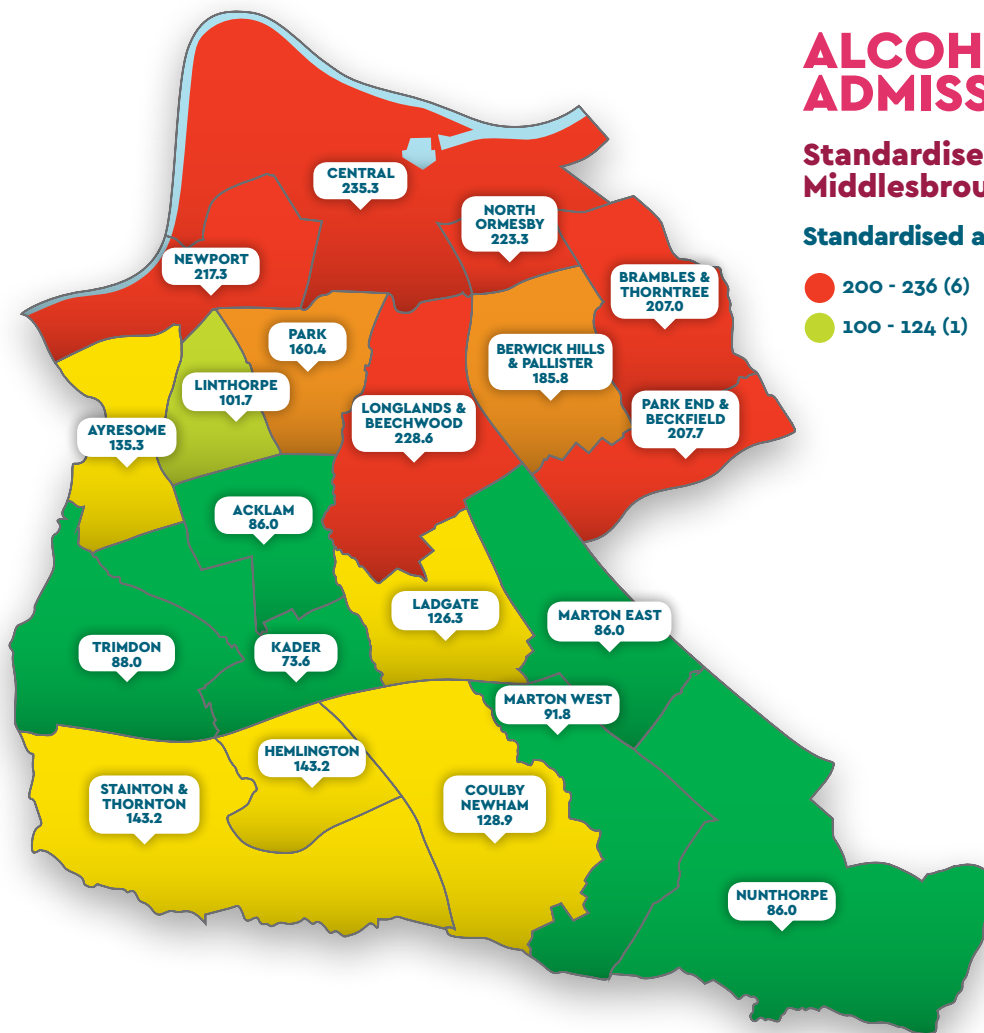 ALCOH
ADMISS
Standardise
Middlesbrou
Standardised a
200 - 236 (6)
100 - 124 (1)
CENTRAL
235.3
NORTH
ORMESBY
223.3
NEWPORT
217.3
BRAMBLES &
THORNTREE
207.0
PARK
160.4
BERWICK HILLS
& PALLISTER
185.8
LINTHORPE
101.7
LONGLANDS &
BEECHWOOD
228.6
PARK END &
BECKFIELD
207.7
AYRESOME
135.3
ACKLAM
86.0
LADGATE
126.3
MARTON EAST
86.0
TRIMDON
88.0
KADER
73.6
MARTON WEST
91.8
HEMLINGTON
143.2
STAINTON &
THORNTON
143.2
COULBY
NEWHAM
128.9
NUNTHORPE
86.0